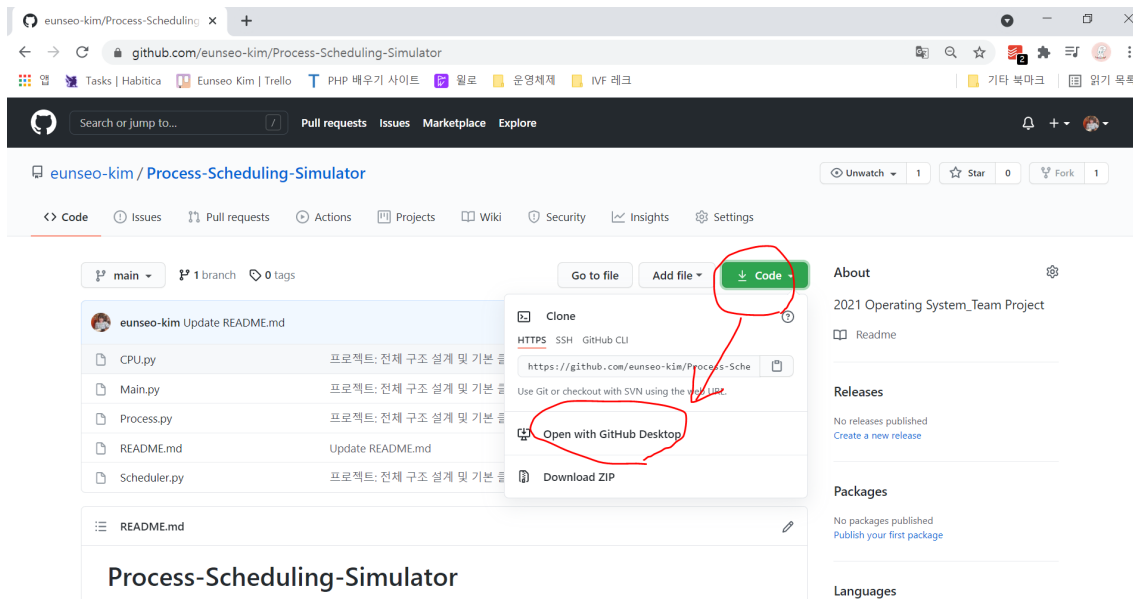 eunseo-kim/Process-Scheduling
github.com/eunseo-kim/Process-Scheduling-Simulator
2
앱 Tasks | Habitica Eunseo Kim | Trello PHP 배우기 사이트 윌로 운영체제 IVF 레크 기타 북마크 읽기 목록
Search or jump to... / Pull requests Issues Marketplace Explore
eunseo-kim / Process-Scheduling-Simulator Unwatch 1 Star 0 Fork 1
Code Issues Pull requests Actions Projects Wiki Security Insights Settings
main 1 branch 0 tags Go to file Add file Code
About
2021 Operating System_Team Project
Readme
eunseo-kim Update README.md
CPU.py 프로젝트: 전체 구조 설계 및 기본 클
Main.py 프로젝트: 전체 구조 설계 및 기본 클
Process.py 프로젝트: 전체 구조 설계 및 기본 클
README.md Update README.md
Scheduler.py 프로젝트: 전체 구조 설계 및 기본 클
Clone
HTTPS SSH GitHub CLI
https://github.com/eunseo-kim/Process-Sche
Use Git or checkout with SVN using the web URL.
Open with GitHub Desktop
Download ZIP
Releases
No releases published
Create a new release
Packages
No packages published
Publish your first package
Languages
README.md
Process-Scheduling-Simulator